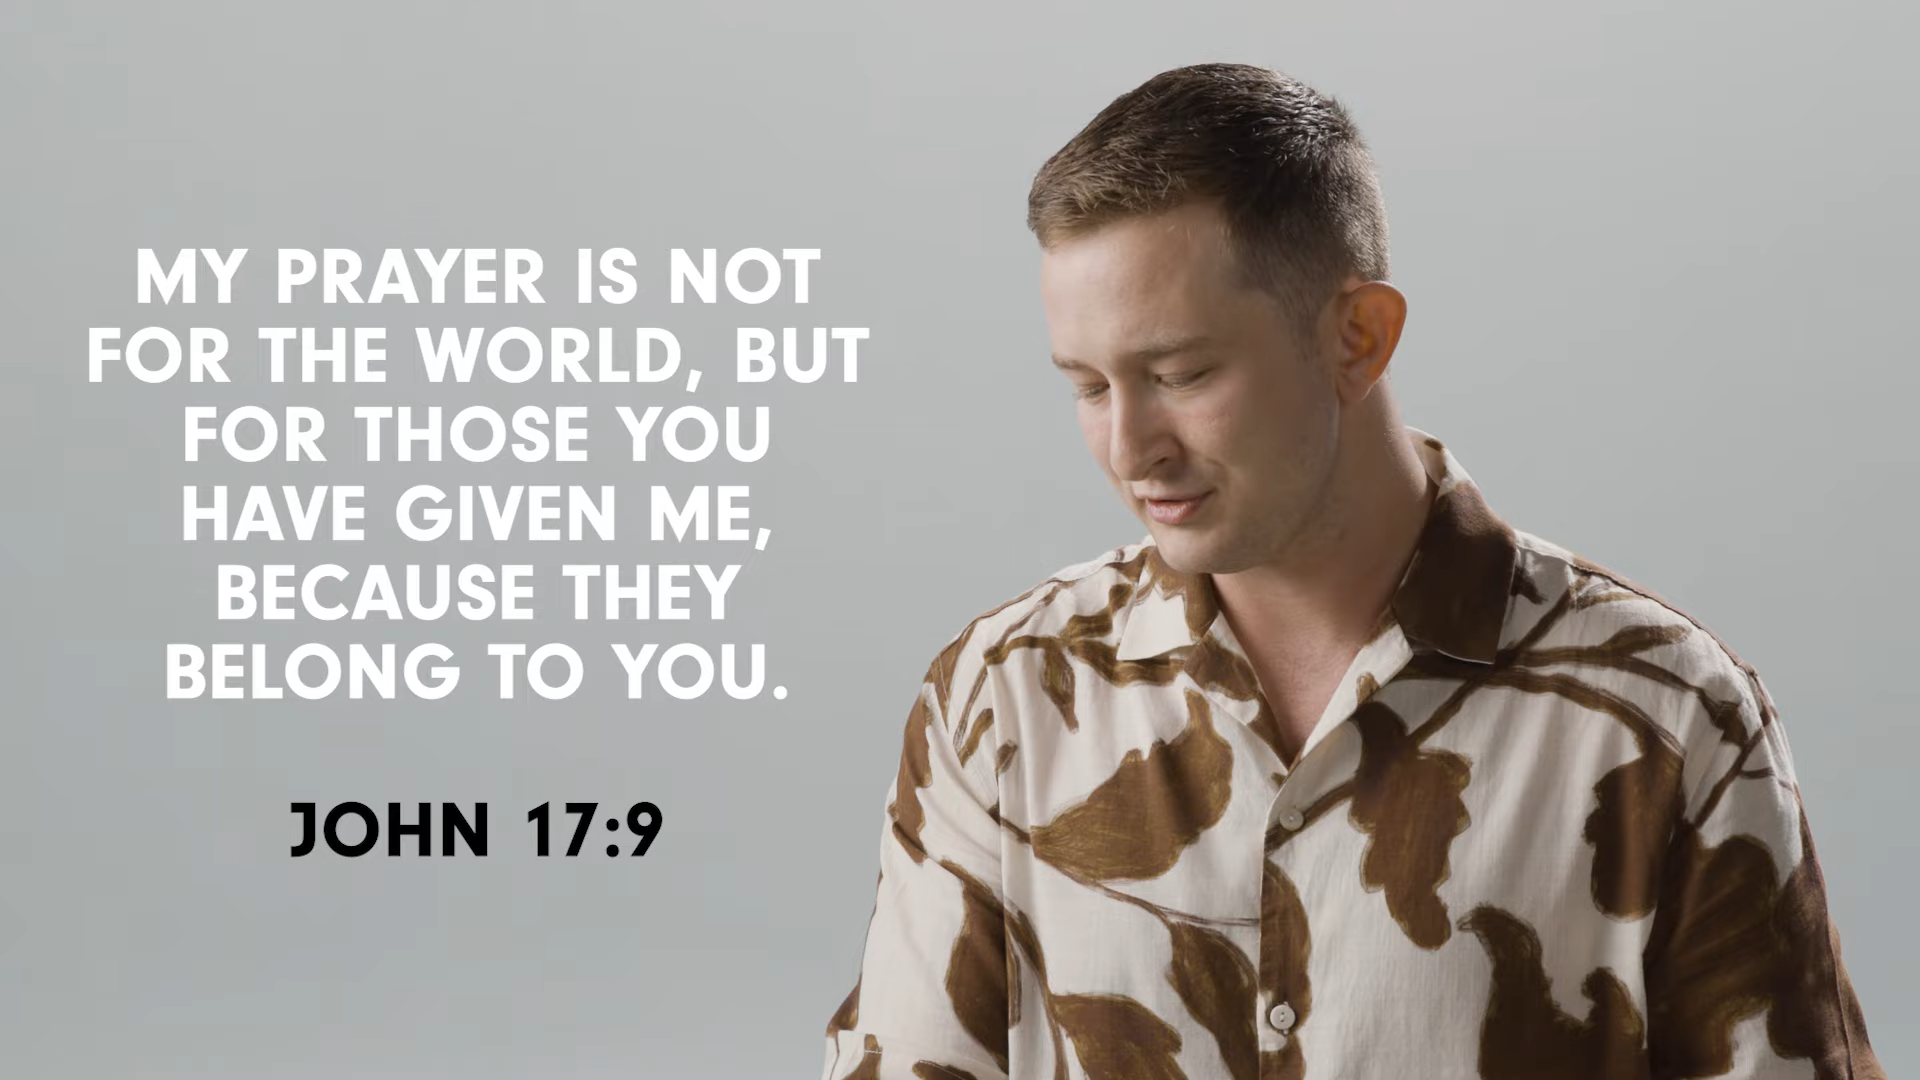 MY PRAYER IS NOT
FOR THE WORLD, BUT
FOR THOSE YOU
HAVE GIVEN ME,
BECAUSE THEY
BELONG TO YOU.
JOHN 17:9